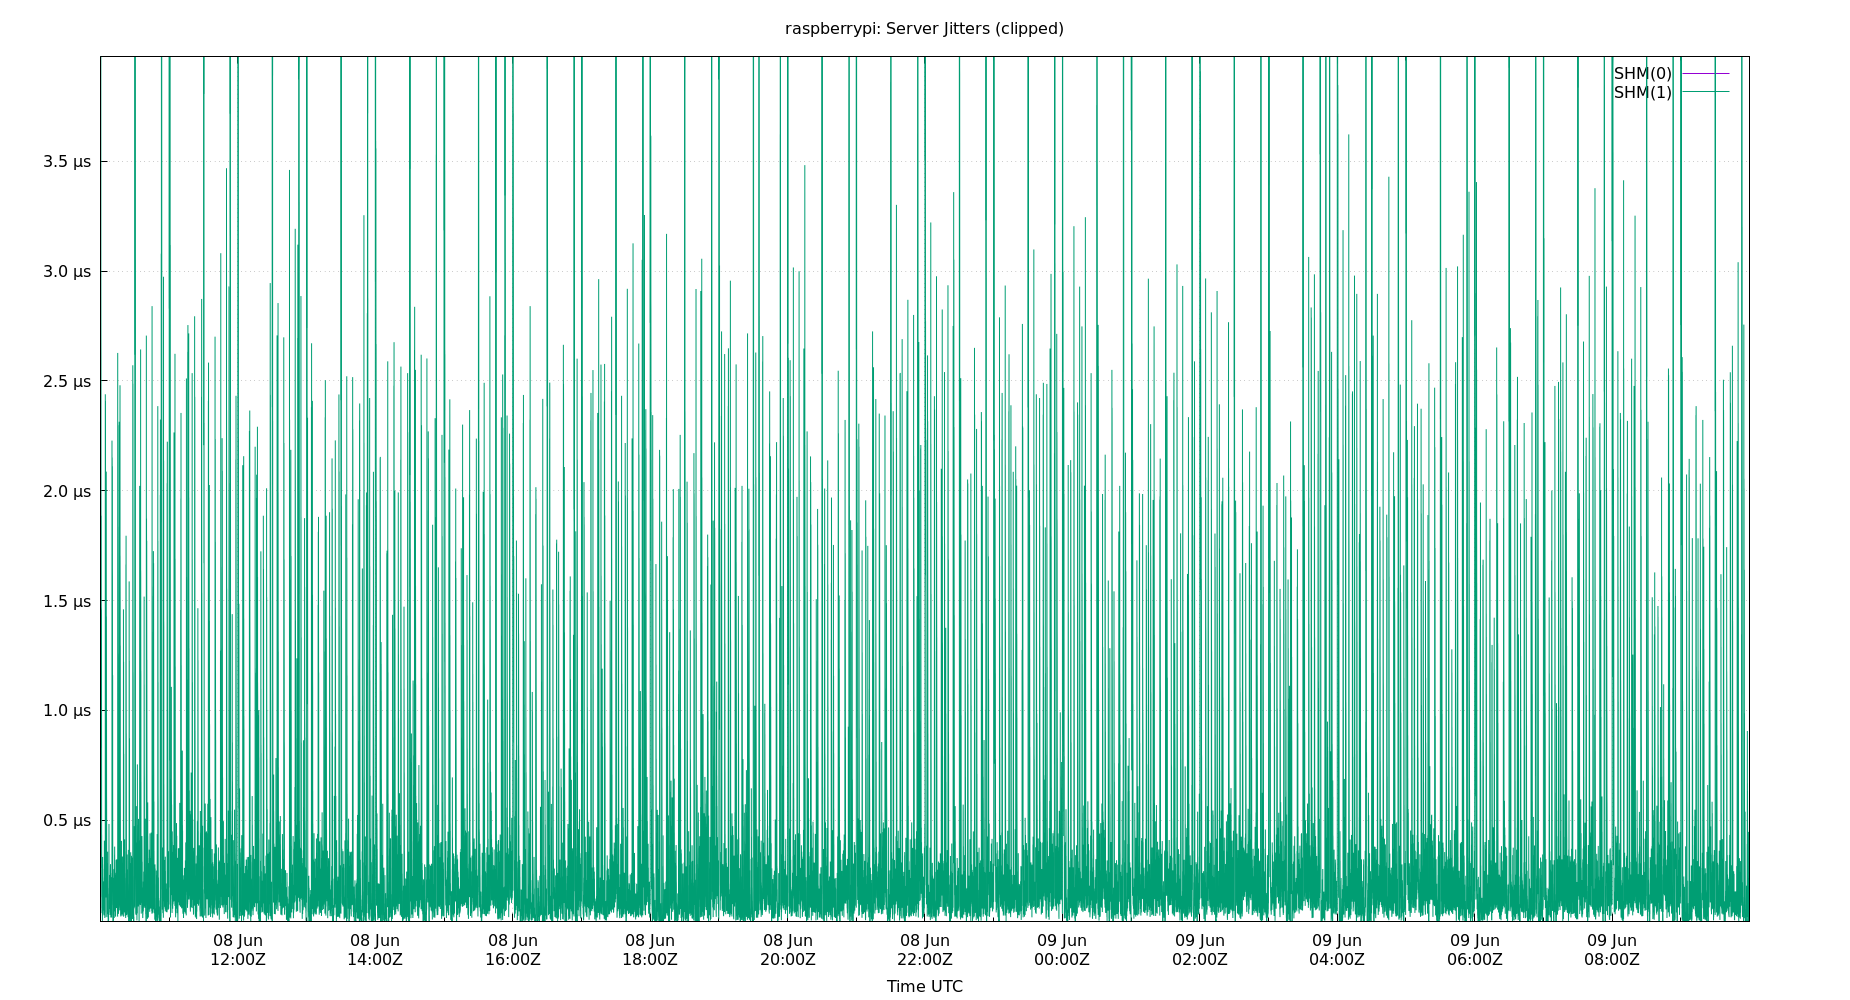 raspberrypi: Server Jitters (clipped)
SHM(0)
SHM(1)
3.5 µs
3.0 µs
2.5 µs
2.0 µs
1.5 µs
1.0 µs
0.5 µs
08 Jun 08 Jun 08 Jun 08 Jun 08 Jun 08 Jun 09 Jun 09 Jun 09 Jun 09 Jun 09 Jun
12:00Z 14:00Z 16:00Z 18:00Z 20:00Z 22:00Z 00:00Z 02:00Z 04:00Z 06:00Z 08:00Z
Time UTC